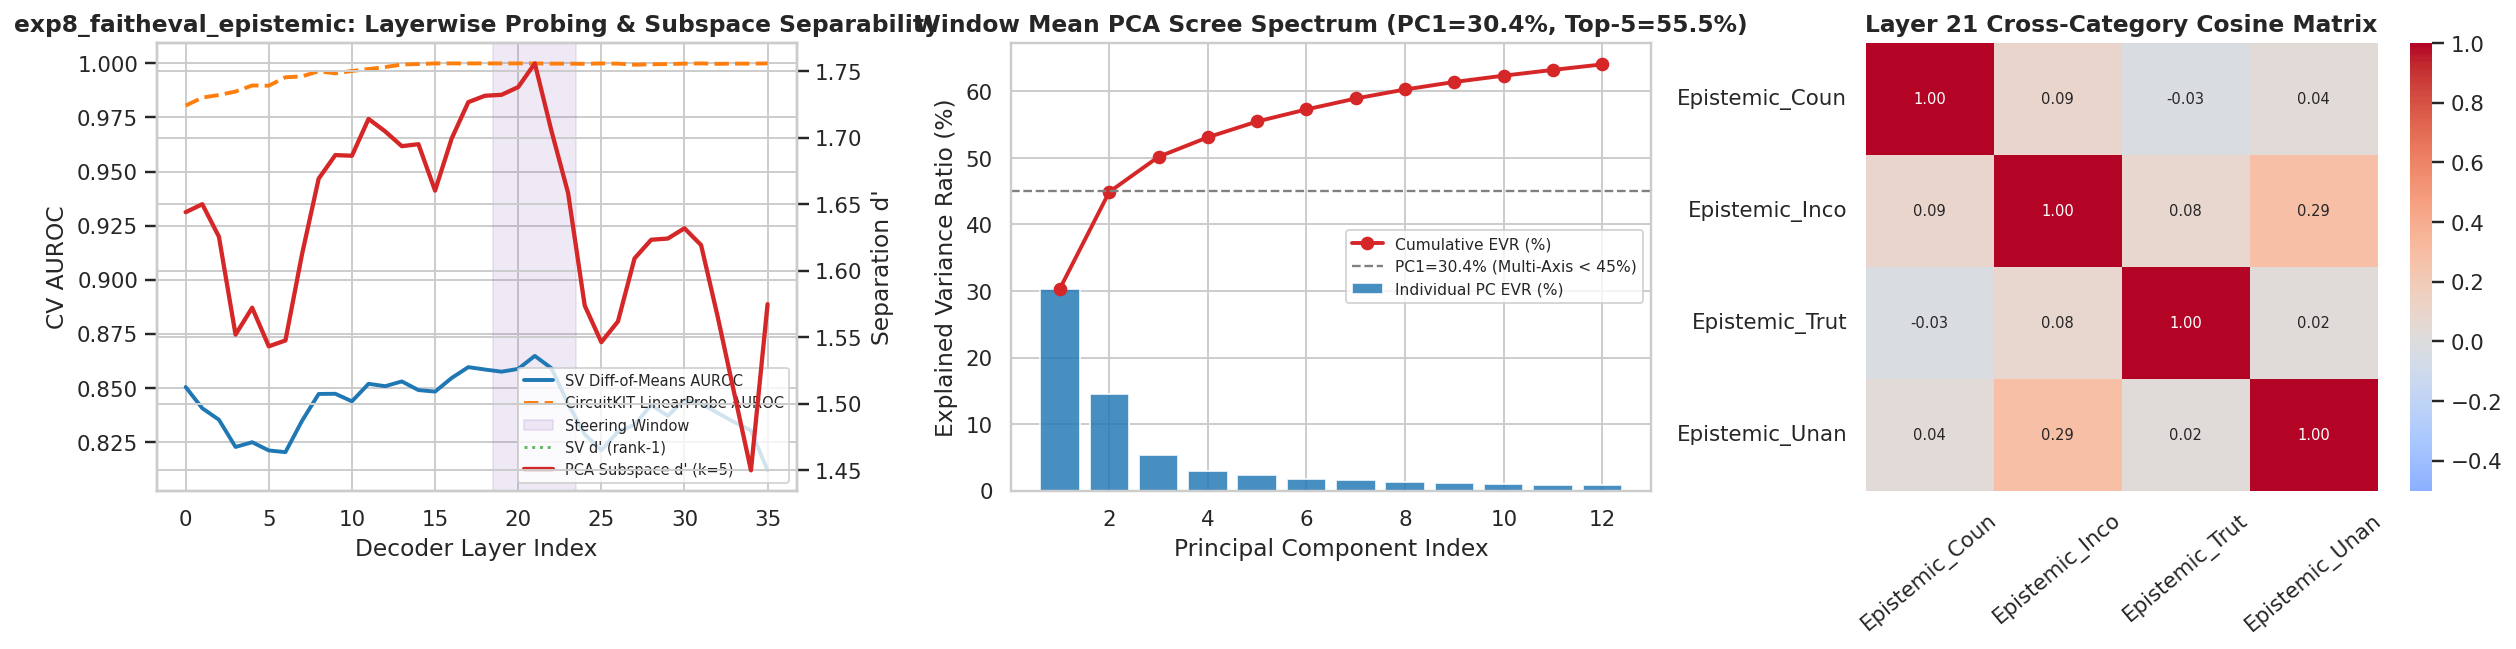 exp8_faitheval_epistemic: Layerwise Probing & Subspace Separability
CV AUROC
1.000
0.975
0.950
0.925
0.900
0.875
0.850
0.825
0
5
10
15
20
25
30
35
Decoder Layer Index
1.75
1.70
1.65
1.60
1.55
1.50
1.45
Separation d'
SV Diff-of-Means AUROC
CircuitKIT LinearProbe AUROC
Steering Window
SV d' (rank-1)
PCA Subspace d' (k=5)
Window Mean PCA Scree Spectrum (PC1=30.4%, Top-5=55.5%)
Explained Variance Ratio (%)
60
50
40
30
20
10
0
2
4
6
8
10
12
Principal Component Index
Cumulative EVR (%)
PC1=30.4% (Multi-Axis < 45%)
Individual PC EVR (%)
Layer 21 Cross-Category Cosine Matrix
Epistemic_Coun
1.00 0.09 -0.03 0.04
Epistemic_Inco
0.09 1.00 0.08 0.29
Epistemic_Trut
-0.03 0.08 1.00 0.02
Epistemic_Unan
0.04 0.29 0.02 1.00
Epistemic_Coun
Epistemic_Inco
Epistemic_Trut
Epistemic_Unan
1.0
0.8
0.6
0.4
0.2
0.0
−0.2
−0.4